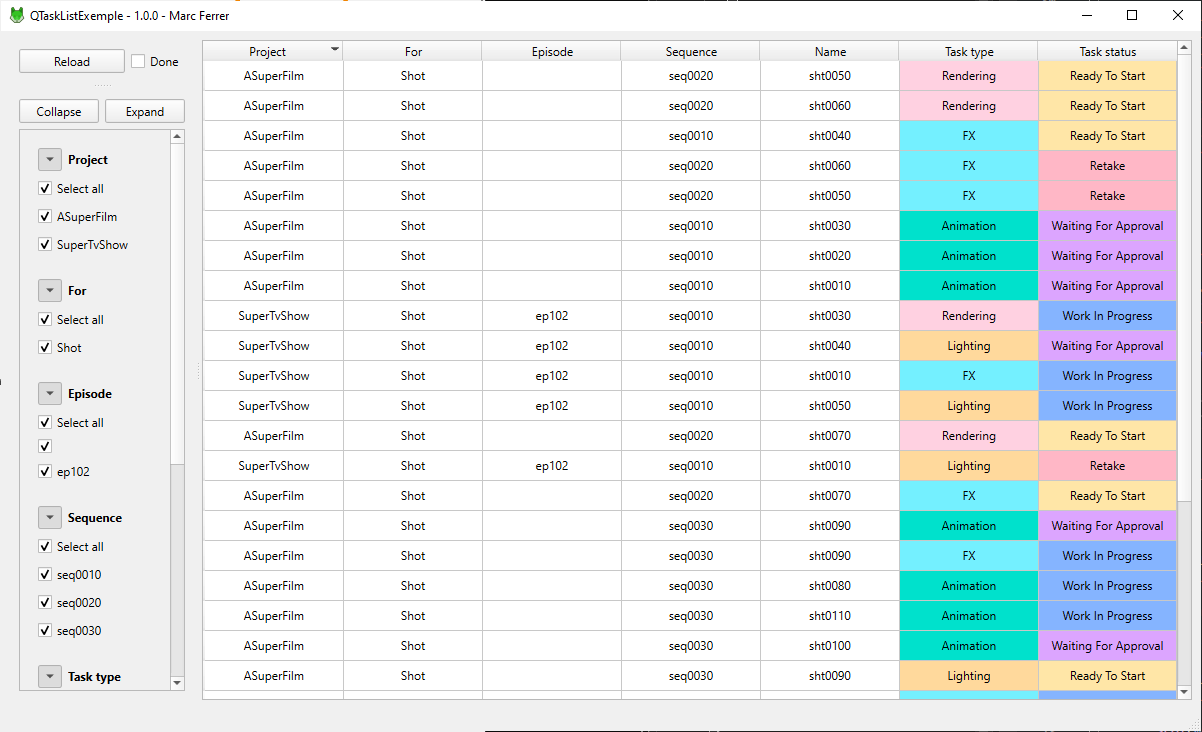 QTaskListExemple - 1.0.0 - Marc Ferrer
Reload Done
Collapse Expand
Project
Select all
ASuperFilm
SuperTvShow
For
Select all
Shot
Episode
Select all
ep102
Sequence
Select all
seq0010
seq0020
seq0030
Task type
Project For Episode Sequence Name Task type Task status
ASuperFilm Shot seq0020 sht0050 Rendering Ready To Start
ASuperFilm Shot seq0020 sht0060 Rendering Ready To Start
ASuperFilm Shot seq0010 sht0040 FX Ready To Start
ASuperFilm Shot seq0020 sht0060 FX Retake
ASuperFilm Shot seq0020 sht0050 FX Retake
ASuperFilm Shot seq0010 sht0030 Animation Waiting For Approval
ASuperFilm Shot seq0010 sht0020 Animation Waiting For Approval
ASuperFilm Shot seq0010 sht0010 Animation Waiting For Approval
SuperTvShow Shot ep102 seq0010 sht0030 Rendering Work In Progress
SuperTvShow Shot ep102 seq0010 sht0040 Lighting Waiting For Approval
SuperTvShow Shot ep102 seq0010 sht0010 FX Work In Progress
SuperTvShow Shot ep102 seq0010 sht0050 Lighting Work In Progress
ASuperFilm Shot seq0020 sht0070 Rendering Ready To Start
SuperTvShow Shot ep102 seq0010 sht0010 Lighting Retake
ASuperFilm Shot seq0020 sht0070 FX Ready To Start
ASuperFilm Shot seq0030 sht0090 Animation Waiting For Approval
ASuperFilm Shot seq0030 sht0090 FX Work In Progress
ASuperFilm Shot seq0030 sht0080 Animation Work In Progress
ASuperFilm Shot seq0030 sht0110 Animation Work In Progress
ASuperFilm Shot seq0030 sht0100 Animation Waiting For Approval
ASuperFilm Shot seq0030 sht0090 Lighting Ready To Start